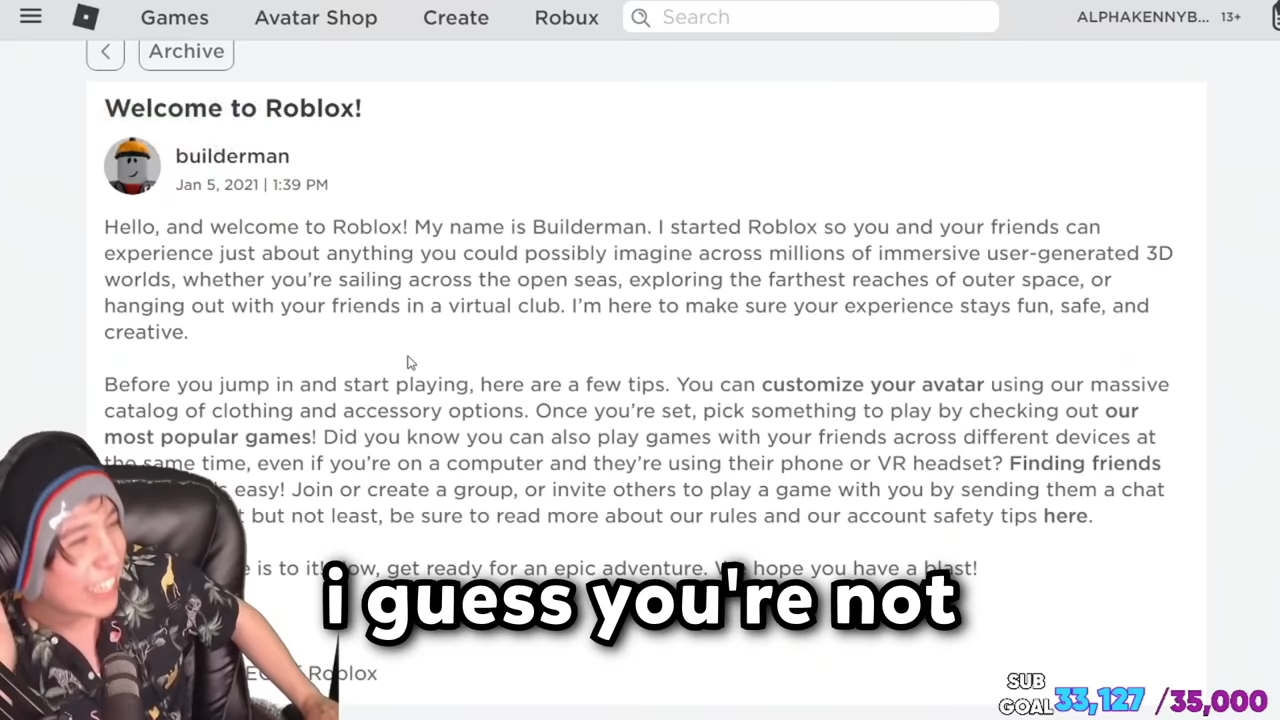 Games Avatar Shop Create Robux Search ALPHAKENNYB... 13+
Archive
Welcome to Roblox!
builderman
Jan 5, 2021 | 1:39 PM
Hello, and welcome to Roblox! My name is Builderman. I started Roblox so you and your friends can
experience just about anything you could possibly imagine across millions of immersive user-generated 3D
worlds, whether you're sailing across the open seas, exploring the farthest reaches of outer space, or
hanging out with your friends in a virtual club. I'm here to make sure your experience stays fun, safe, and
creative.
Before you jump in and start playing, here are a few tips. You can customize your avatar using our massive
catalog of clothing and accessory options. Once you're set, pick something to play by checking out our
most popular games! Did you know you can also play games with your friends across different devices at
the same time, even if you're on a computer and they're using their phone or VR headset? Finding friends
easy! Join or create a group, or invite others to play a game with you by sending them a chat
but not least, be sure to read more about our rules and our account safety tips here.
is to it! Now, get ready for an epic adventure. We hope you have a blast!
i guess you're not
Roblox
SUB
GOAL 33,127 /35,000